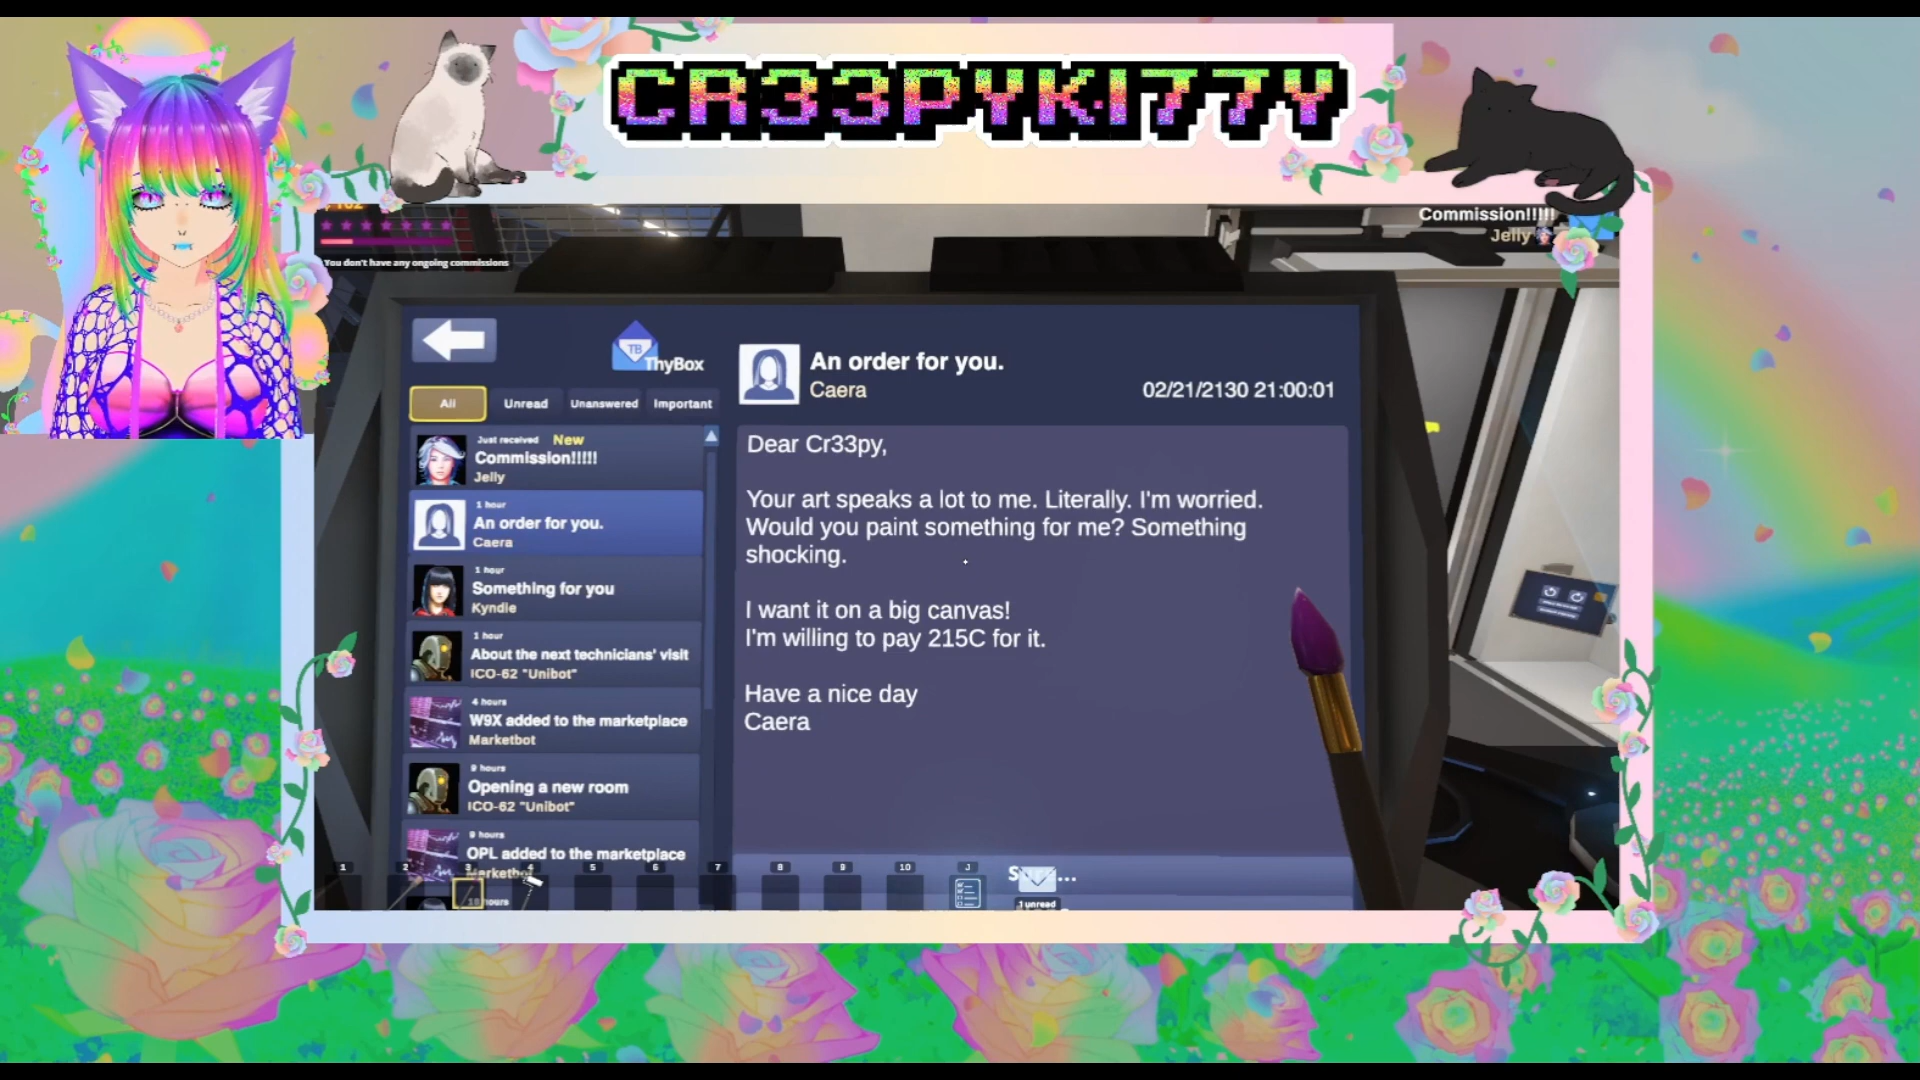 CR33PYK177Y
Commission!!!!!
Jelly
You don't have any ongoing commissions
TB
ThyBox
All
Unread
Unanswered
Important
Just received New
Commission!!!!!
Jelly
1 hour
An order for you.
Caera
1 hour
Something for you
Kyndle
1 hour
About the next technicians' visit
ICO-62 "Unibot"
4 hours
W9X added to the marketplace
Marketbot
9 hours
Opening a new room
ICO-62 "Unibot"
9 hours
OPL added to the marketplace
Marketbot
hours
An order for you.
Caera
02/21/2130 21:00:01
Dear Cr33py,
Your art speaks a lot to me. Literally. I'm worried.
Would you paint something for me? Something
shocking.
I want it on a big canvas!
I'm willing to pay 215C for it.
Have a nice day
Caera
1 2 3 4 5 6 7 8 9 10 J
1 unread